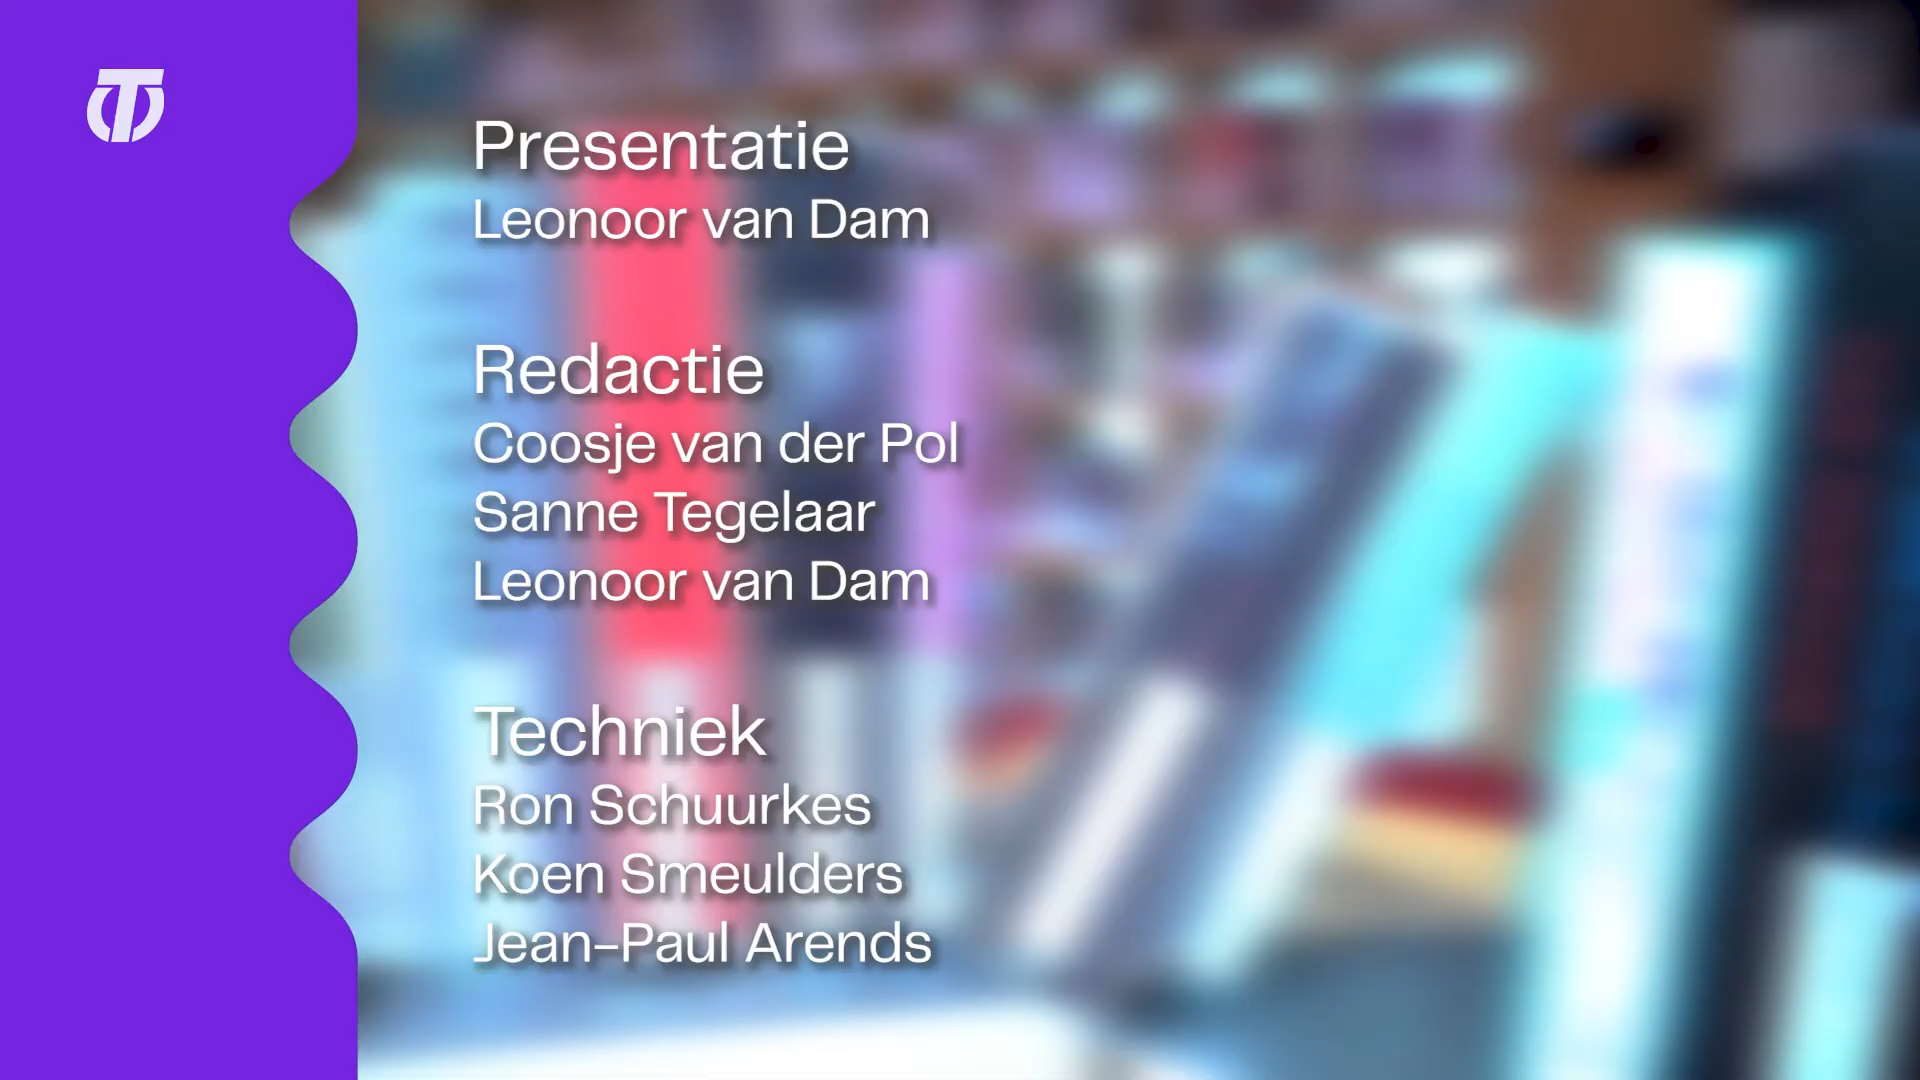 Presentatie
Leonoor van Dam
Redactie
Coosje van der Pol
Sanne Tegelaar
Leonoor van Dam
Techniek
Ron Schuurkes
Koen Smeulders
Jean-Paul Arends